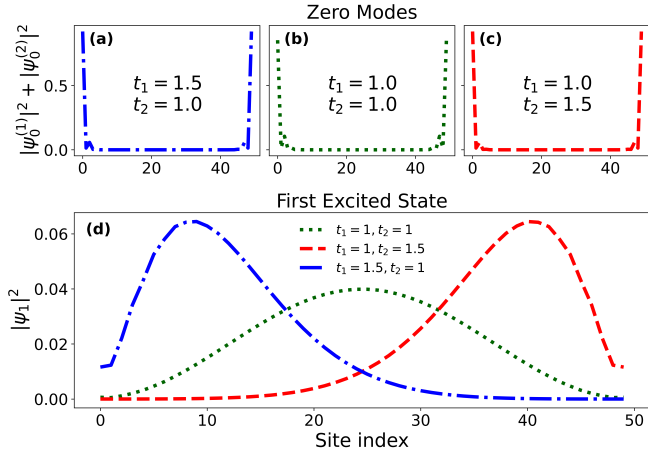 Zero Modes
|ψ₀⁽¹⁾|² + |ψ₀⁽²⁾|²
0.5
0.0
(a)
t₁ = 1.5
t₂ = 1.0
0 20 40
(b)
t₁ = 1.0
t₂ = 1.0
0 20 40
(c)
t₁ = 1.0
t₂ = 1.5
0 20 40
First Excited State
|ψ₁|²
0.06
0.04
0.02
0.00
(d)
t₁ = 1, t₂ = 1
t₁ = 1, t₂ = 1.5
t₁ = 1.5, t₂ = 1
0 10 20 30 40 50
Site index